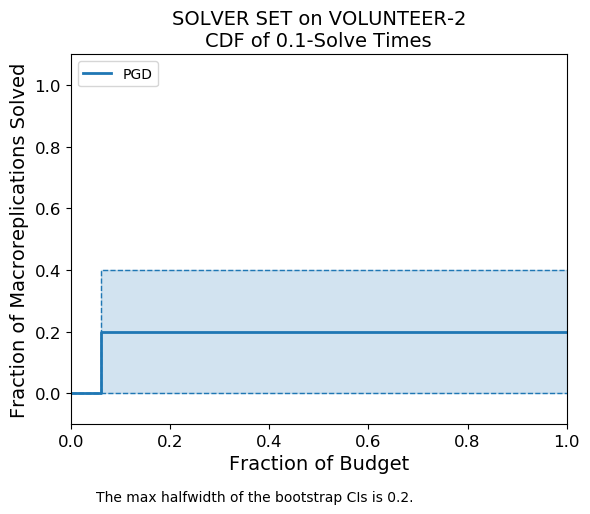 SOLVER SET on VOLUNTEER-2
CDF of 0.1-Solve Times
PGD
Fraction of Macroreplications Solved
1.0
0.8
0.6
0.4
0.2
0.0
0.0 0.2 0.4 0.6 0.8 1.0
Fraction of Budget
The max halfwidth of the bootstrap CIs is 0.2.